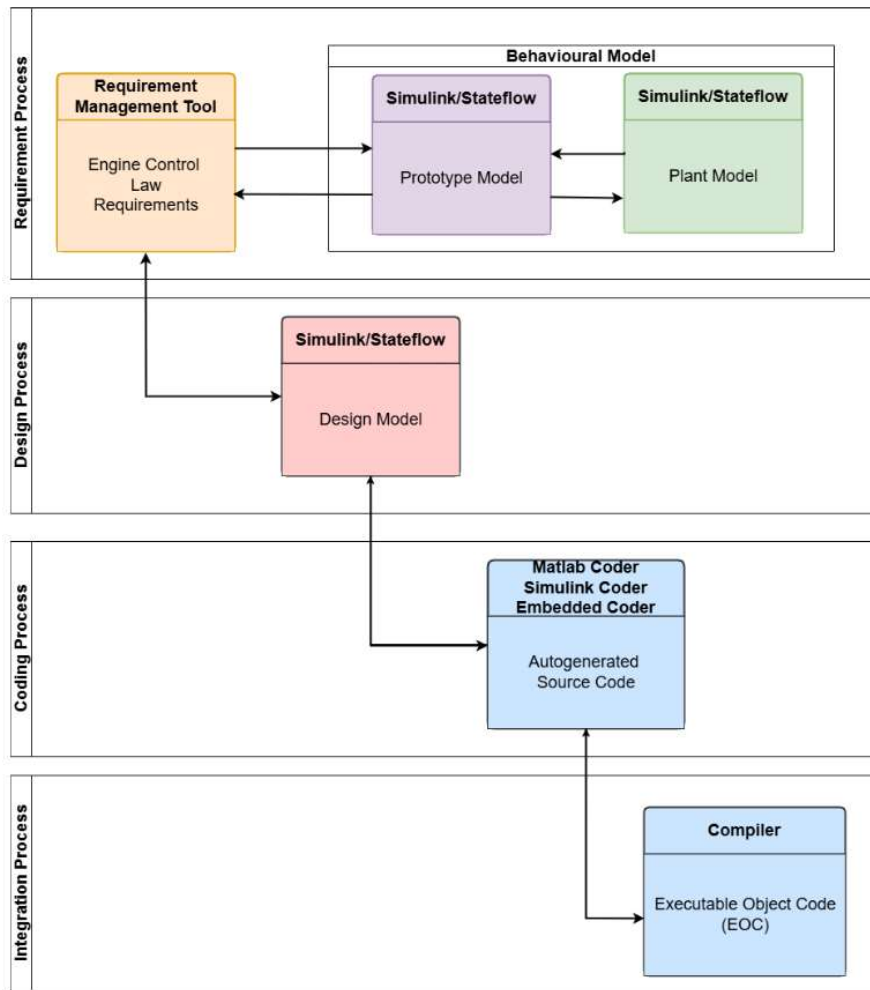 Requirement Process
Behavioural Model
Requirement
Management Tool
Engine Control
Law
Requirements
Simulink/Stateflow
Prototype Model
Simulink/Stateflow
Plant Model
Design Process
Simulink/Stateflow
Design Model
Coding Process
Matlab Coder
Simulink Coder
Embedded Coder
Autogenerated
Source Code
Integration Process
Compiler
Executable Object Code
(EOC)